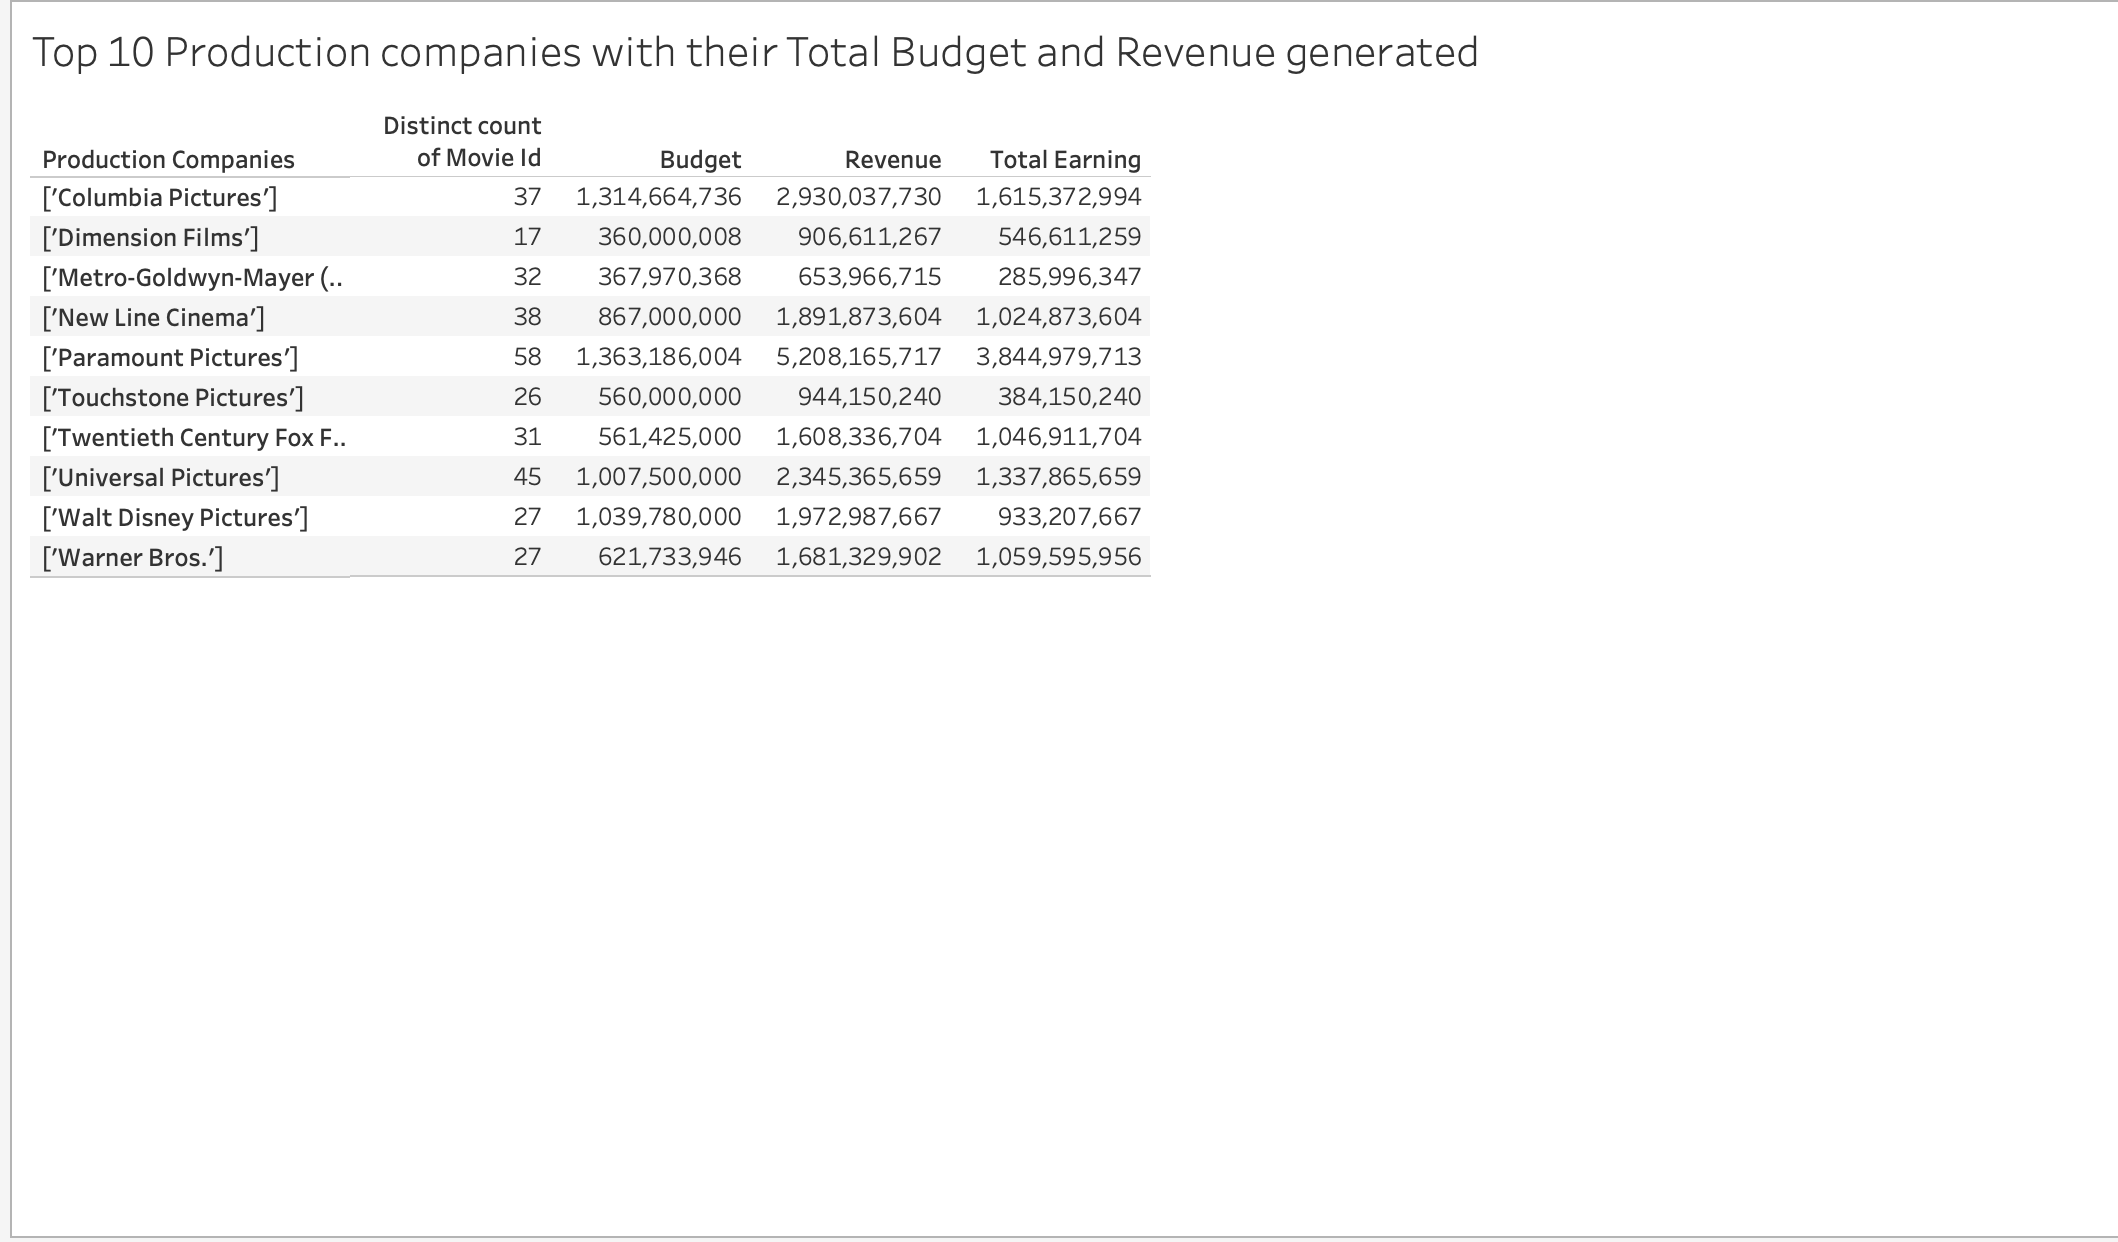 Top 10 Production companies with their Total Budget and Revenue generated
Distinct count
Production Companies of Movie Id Budget Revenue Total Earning
['Columbia Pictures'] 37 1,314,664,736 2,930,037,730 1,615,372,994
['Dimension Films'] 17 360,000,008 906,611,267 546,611,259
['Metro-Goldwyn-Mayer (.. 32 367,970,368 653,966,715 285,996,347
['New Line Cinema'] 38 867,000,000 1,891,873,604 1,024,873,604
['Paramount Pictures'] 58 1,363,186,004 5,208,165,717 3,844,979,713
['Touchstone Pictures'] 26 560,000,000 944,150,240 384,150,240
['Twentieth Century Fox F.. 31 561,425,000 1,608,336,704 1,046,911,704
['Universal Pictures'] 45 1,007,500,000 2,345,365,659 1,337,865,659
['Walt Disney Pictures'] 27 1,039,780,000 1,972,987,667 933,207,667
['Warner Bros.'] 27 621,733,946 1,681,329,902 1,059,595,956